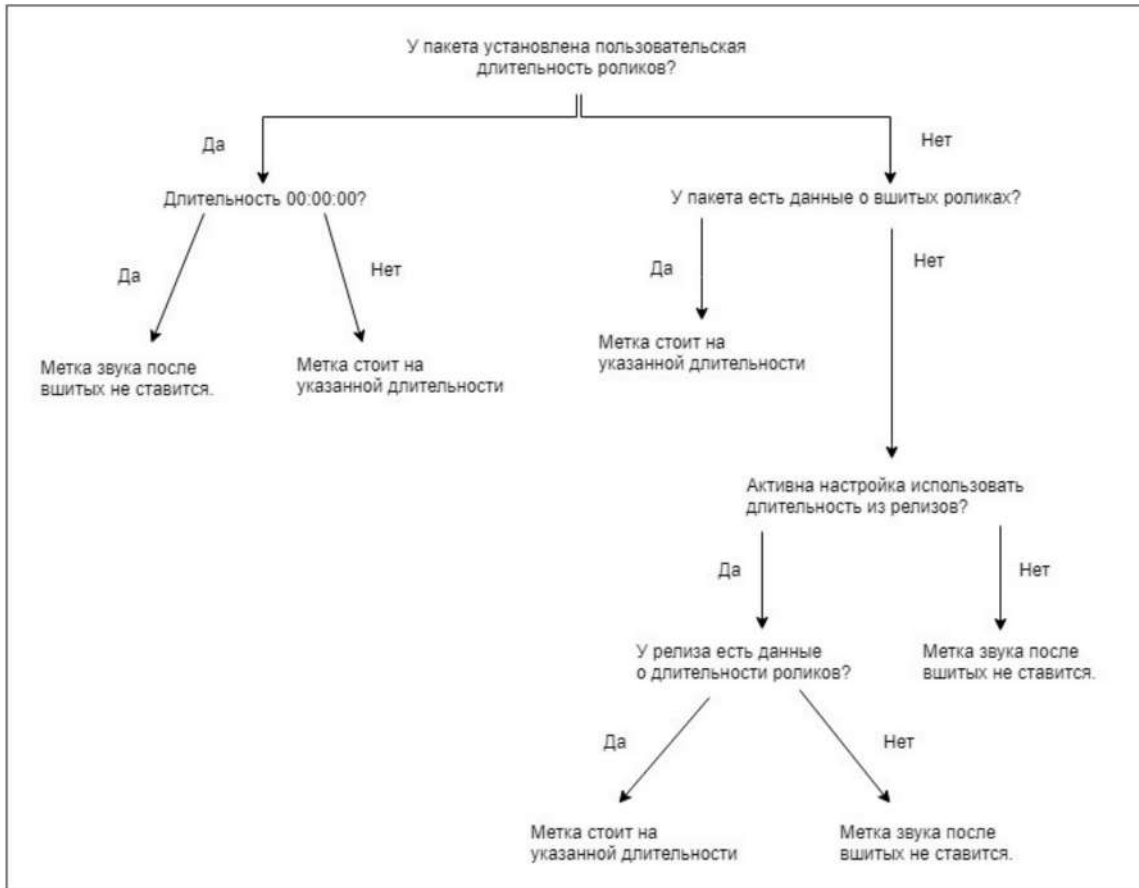 У пакета установлена пользовательская
длительность роликов?
Да
Нет
Длительность 00:00:00?
У пакета есть данные о вшитых роликах?
Да
Нет
Да
Нет
Метка звука после
вшитых не ставится.
Метка стоит на
указанной длительности
Метка стоит на
указанной длительности
Активна настройка использовать
длительность из релизов?
Да
Нет
У релиза есть данные
о длительности роликов?
Метка звука после
вшитых не ставится.
Да
Нет
Метка стоит на
указанной длительности
Метка звука после
вшитых не ставится.